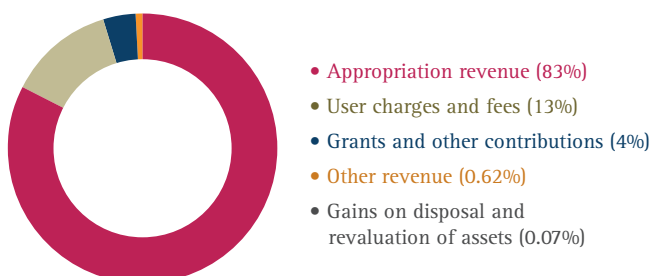 • Appropriation revenue (83%)
• User charges and fees (13%)
• Grants and other contributions (4%)
• Other revenue (0.62%)
• Gains on disposal and
revaluation of assets (0.07%)